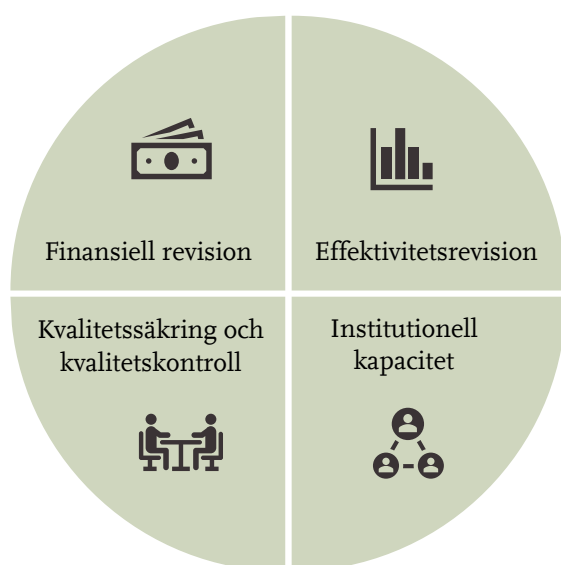 Finansiell revision
Effektivitetsrevision
Kvalitetssäkring och
kvalitetskontroll
Institutionell
kapacitet